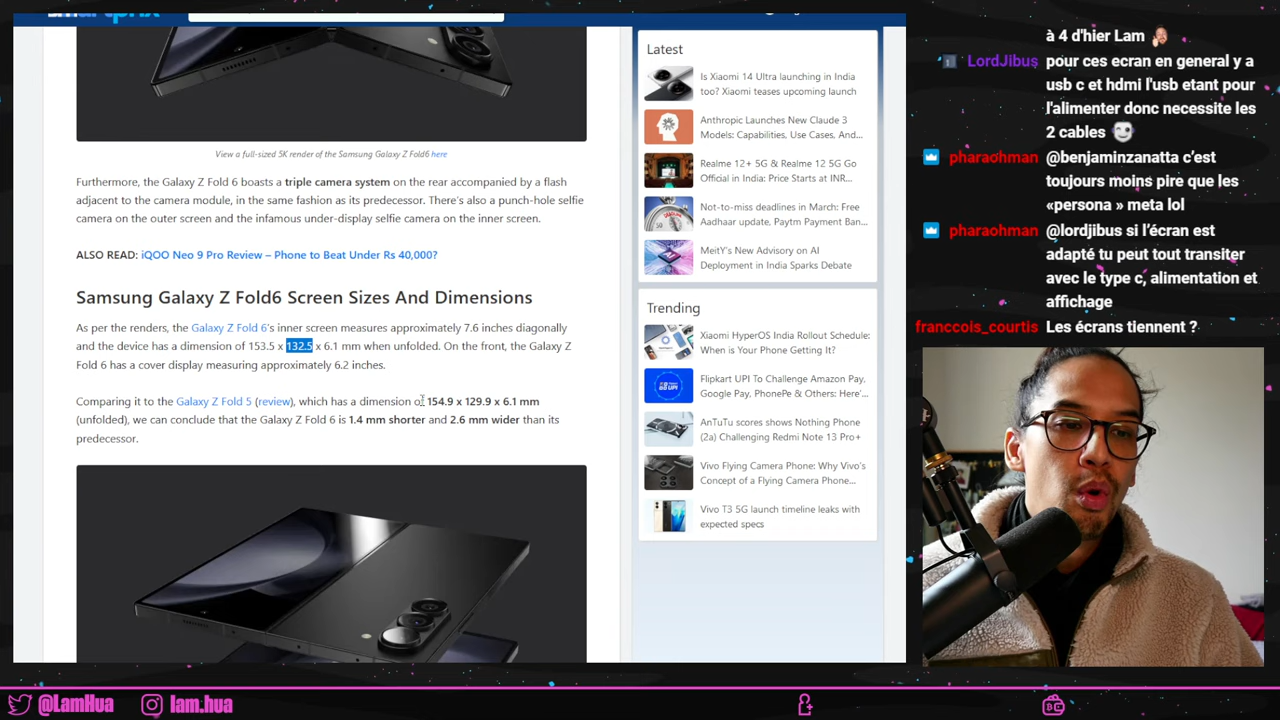 View a full-sized 5K render of the Samsung Galaxy Z Fold6 here
Furthermore, the Galaxy Z Fold 6 boasts a triple camera system on the rear accompanied by a flash
adjacent to the camera module, in the same fashion as its predecessor. There's also a punch-hole selfie
camera on the outer screen and the infamous under-display selfie camera on the inner screen.
ALSO READ: iQOO Neo 9 Pro Review – Phone to Beat Under Rs 40,000?
Samsung Galaxy Z Fold6 Screen Sizes And Dimensions
As per the renders, the Galaxy Z Fold 6's inner screen measures approximately 7.6 inches diagonally
and the device has a dimension of 153.5 x 132.5 x 6.1 mm when unfolded. On the front, the Galaxy Z
Fold 6 has a cover display measuring approximately 6.2 inches.
Comparing it to the Galaxy Z Fold 5 (review), which has a dimension of 154.9 x 129.9 x 6.1 mm
(unfolded), we can conclude that the Galaxy Z Fold 6 is 1.4 mm shorter and 2.6 mm wider than its
predecessor.
Latest
Is Xiaomi 14 Ultra launching in India
too? Xiaomi teases upcoming launch
Anthropic Launches New Claude 3
Models: Capabilities, Use Cases, And...
Realme 12+ 5G & Realme 12 5G Go
Official in India: Price Starts at INR...
Not-to-miss deadlines in March: Free
Aadhaar update, Paytm Payment Ban...
MeitY's New Advisory on AI
Deployment in India Sparks Debate
Trending
Xiaomi HyperOS India Rollout Schedule:
When is Your Phone Getting It?
Flipkart UPI To Challenge Amazon Pay,
Google Pay, PhonePe & Others: Here'...
AnTuTu scores shows Nothing Phone
(2a) Challenging Redmi Note 13 Pro+
Vivo Flying Camera Phone: Why Vivo's
Concept of a Flying Camera Phone...
Vivo T3 5G launch timeline leaks with
expected specs
à 4 d'hier Lam
LordJibus pour ces ecran en general y a
usb c et hdmi l'usb etant pour
l'alimenter donc necessite les
2 cables
pharaohman @benjaminzanatta c’est
toujours moins pire que les
«persona » meta lol
pharaohman @lordjibus si l’écran est
adapté tu peut tout transiter
avec le type c, alimentation et
affichage
franccois_courtis Les écrans tiennent ?
@LamHua
lam.hua